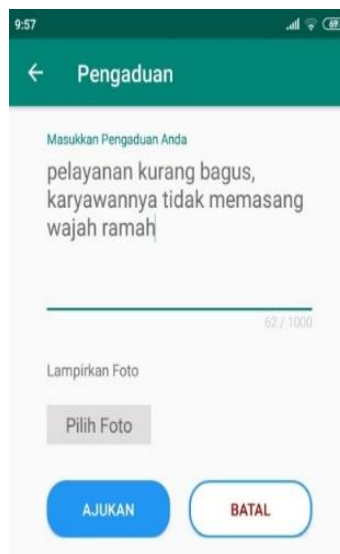 9:57
69
Pengaduan
Masukkan Pengaduan Anda
pelayanan kurang bagus,
karyawannya tidak memasang
wajah ramah
62 / 1000
Lampirkan Foto
Pilih Foto
AJUKAN
BATAL